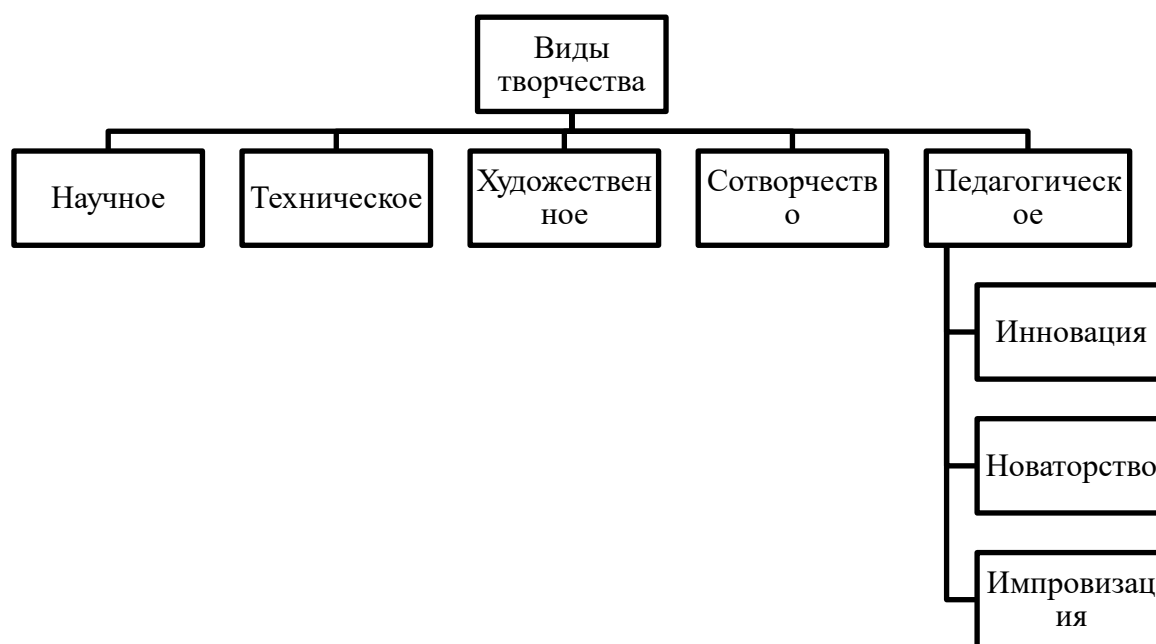 Виды
творчества
Научное
Техническое
Художествен
ное
Сотворчеств
о
Педагогическ
ое
Инновация
Новаторство
Импровизац
ия